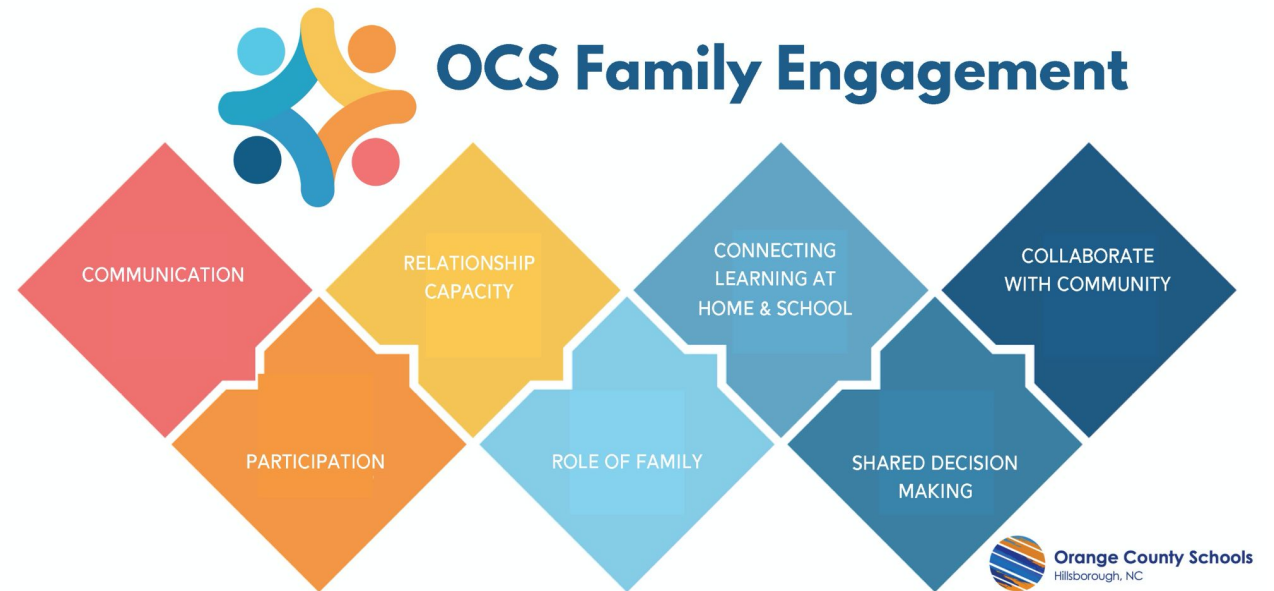 OCS Family Engagement
COMMUNICATION
PARTICIPATION
RELATIONSHIP
CAPACITY
ROLE OF FAMILY
CONNECTING
LEARNING AT
HOME & SCHOOL
SHARED DECISION
MAKING
COLLABORATE
WITH COMMUNITY
Orange County Schools
Hillsborough, NC